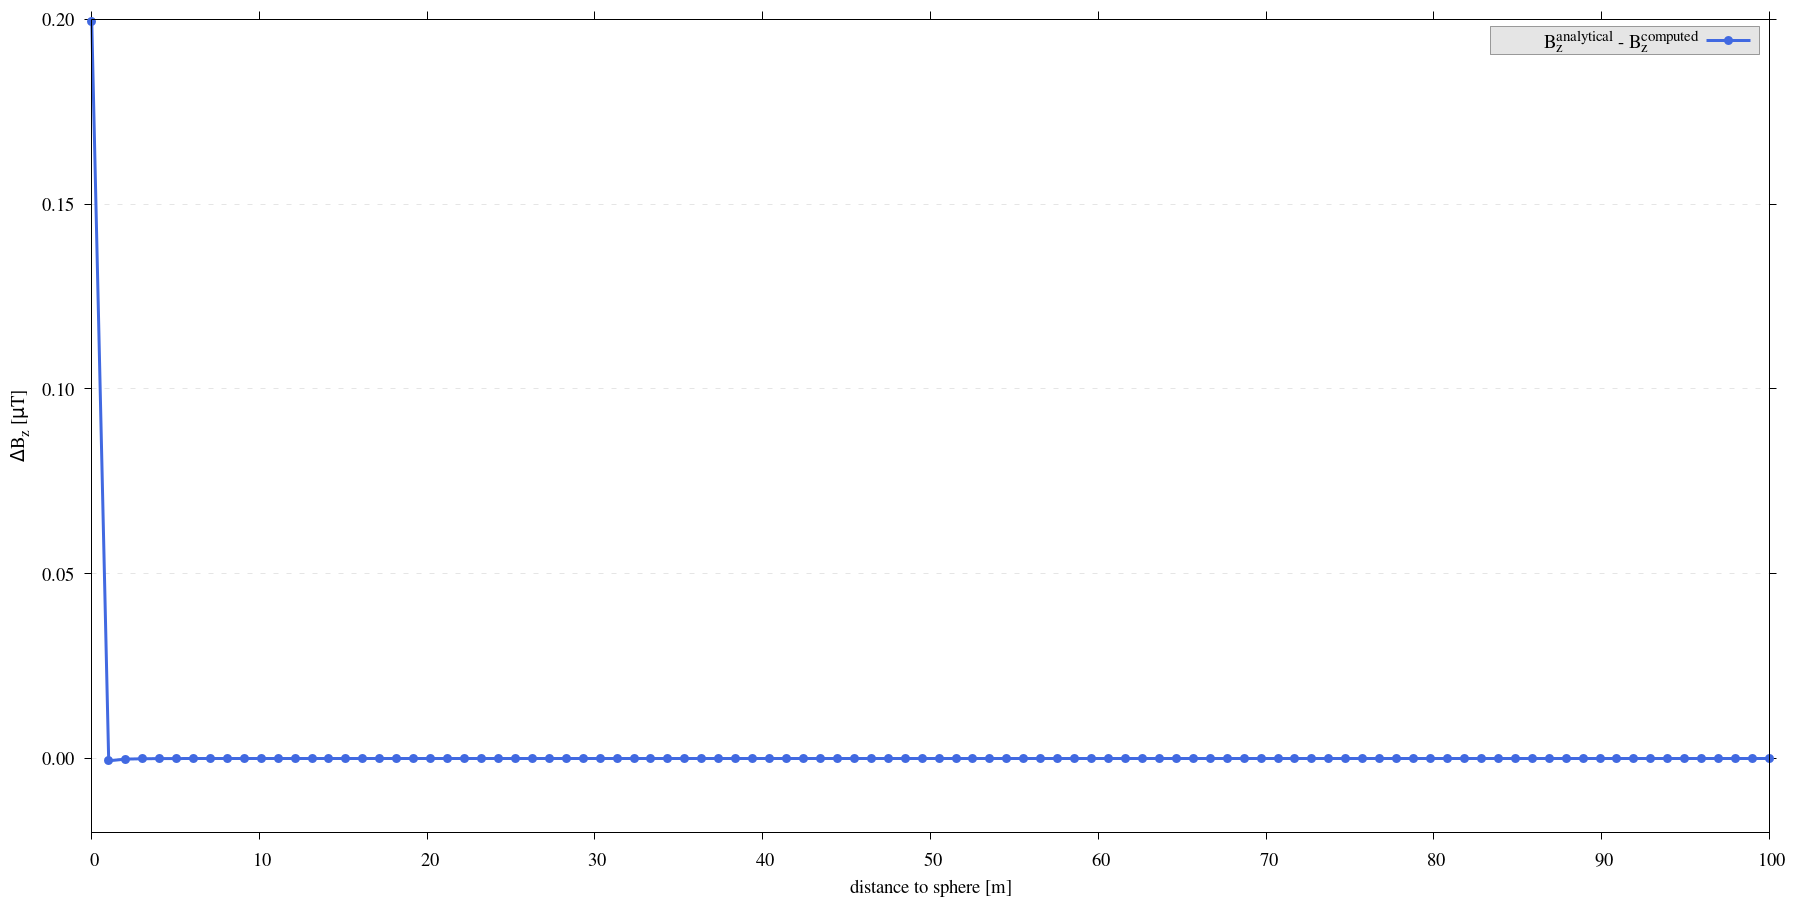 B_z^analytical - B_z^computed
0.20
0.15
0.10
0.05
0.00
ΔB_z [µT]
0 10 20 30 40 50 60 70 80 90 100
distance to sphere [m]